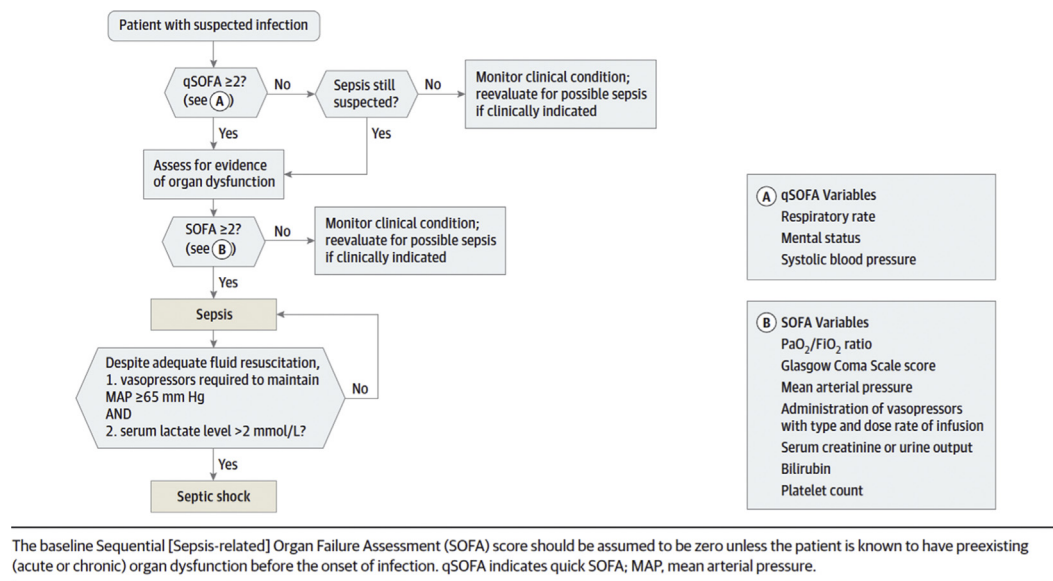 Patient with suspected infection
qSOFA ≥2?
(see A)
No
Sepsis still
suspected?
No
Monitor clinical condition;
reevaluate for possible sepsis
if clinically indicated
Yes
Yes
Assess for evidence
of organ dysfunction
SOFA ≥2?
(see B)
No
Monitor clinical condition;
reevaluate for possible sepsis
if clinically indicated
Yes
Sepsis
Despite adequate fluid resuscitation,
1. vasopressors required to maintain
MAP ≥65 mm Hg
AND
2. serum lactate level >2 mmol/L?
No
Yes
Septic shock
A qSOFA Variables
Respiratory rate
Mental status
Systolic blood pressure
B SOFA Variables
PaO₂/FiO₂ ratio
Glasgow Coma Scale score
Mean arterial pressure
Administration of vasopressors
with type and dose rate of infusion
Serum creatinine or urine output
Bilirubin
Platelet count
The baseline Sequential [Sepsis-related] Organ Failure Assessment (SOFA) score should be assumed to be zero unless the patient is known to have preexisting
(acute or chronic) organ dysfunction before the onset of infection. qSOFA indicates quick SOFA; MAP, mean arterial pressure.